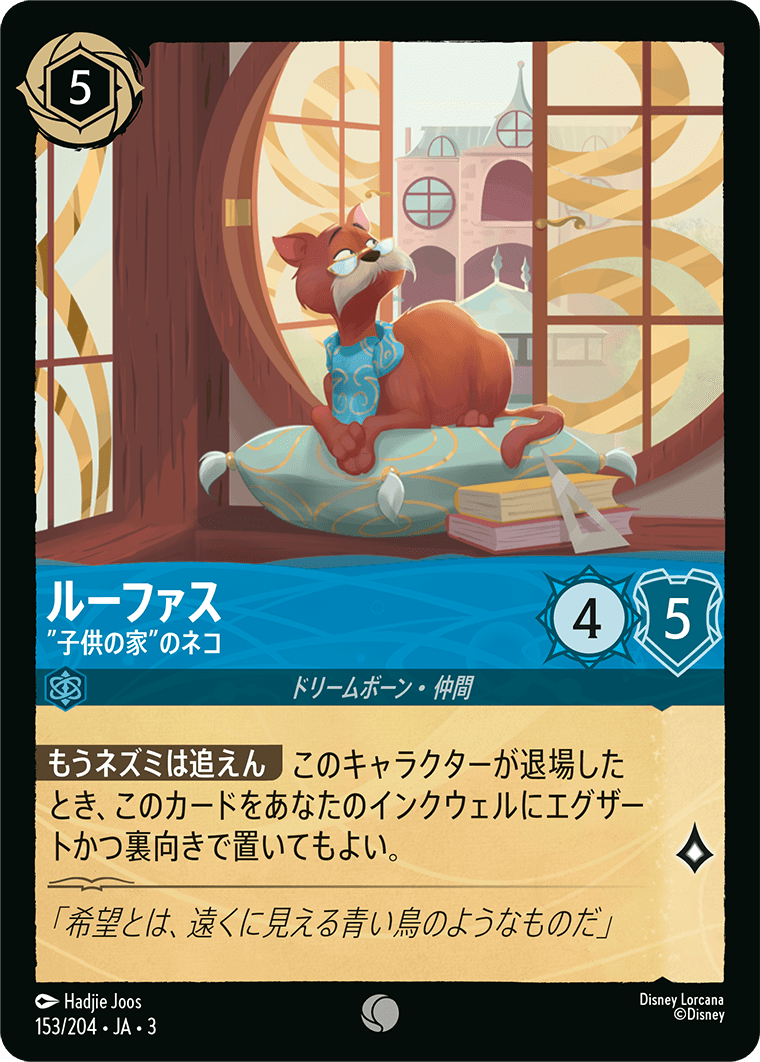 5
ルーファス
"子供の家"のネコ
4
5
ドリームボーン・仲間
もうネズミは追えん このキャラクターが退場した
とき、このカードをあなたのインクウェルにエグザー
トかつ裏向きで置いてもよい。
「希望とは、遠くに見える青い鳥のようなものだ」
Hadjie Joos
153/204・JA・3
Disney Lorcana
©Disney